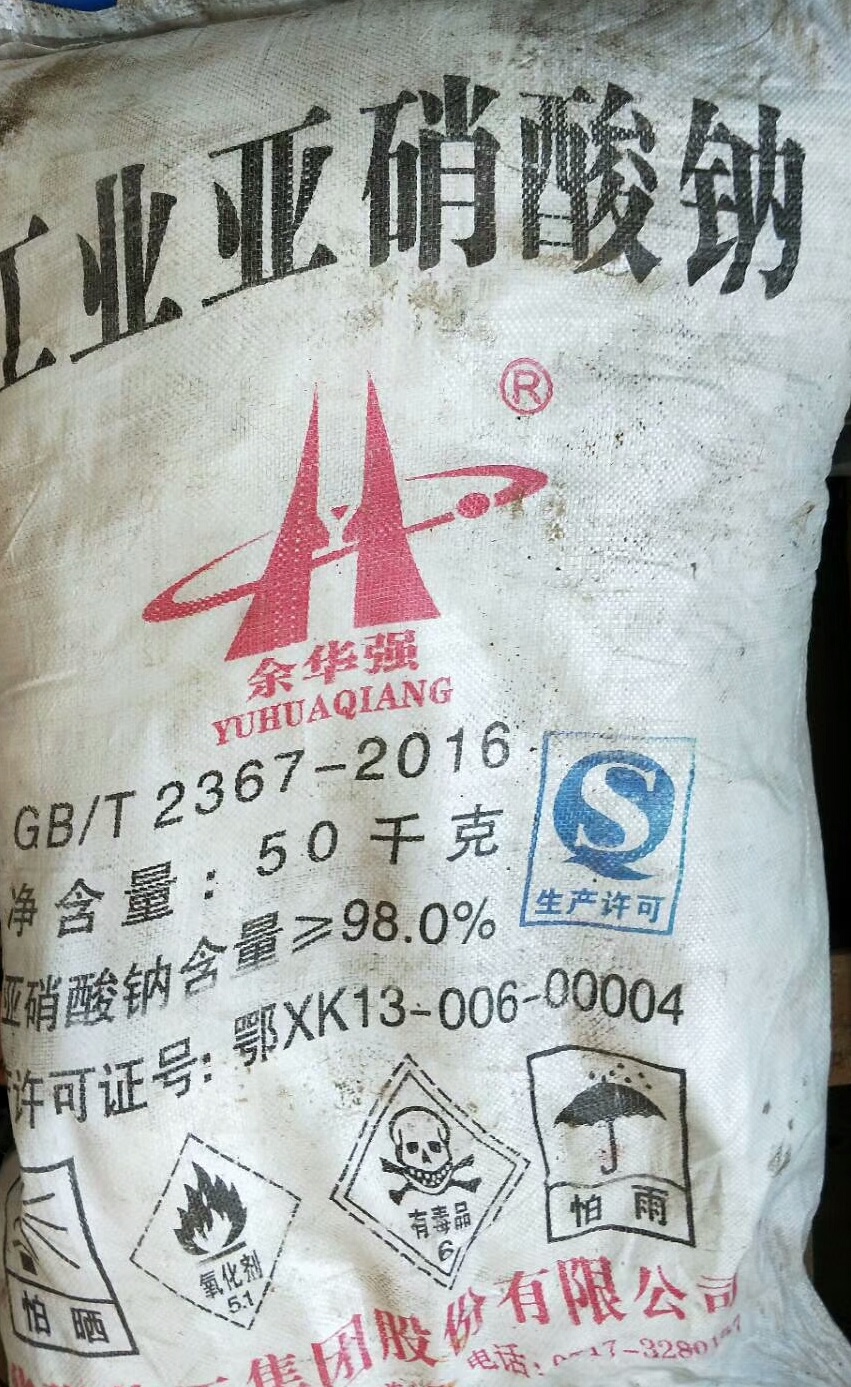 工业亚硝酸钠
®
余华强
YUHUAQIANG
GB/T 2367-2016
净含量：50千克
亚硝酸钠含量≥98.0%
许可证号：鄂XK13-006-00004
S
生产许可
怕晒
氧化剂
5.1
有毒品
6
怕雨
集团股份有限公司
电话：